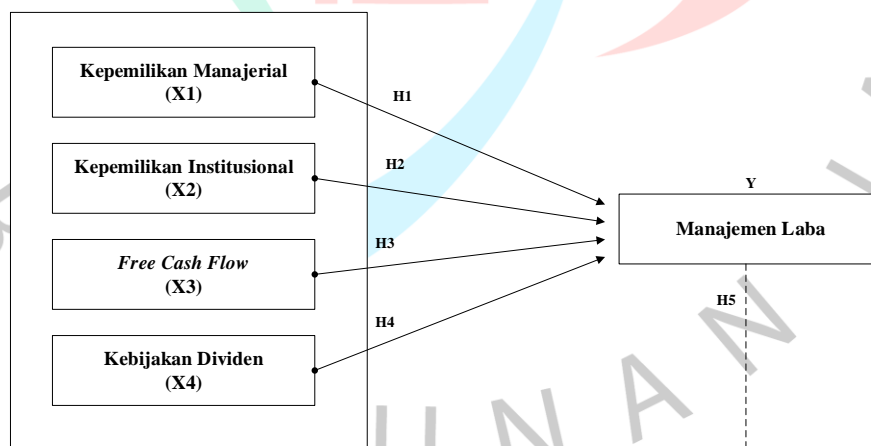 Kepemilikan Manajerial
(X1)
H1
Kepemilikan Institusional
(X2)
H2
Y
Manajemen Laba
Free Cash Flow
(X3)
H3
H5
Kebijakan Dividen
(X4)
H4
UNAN